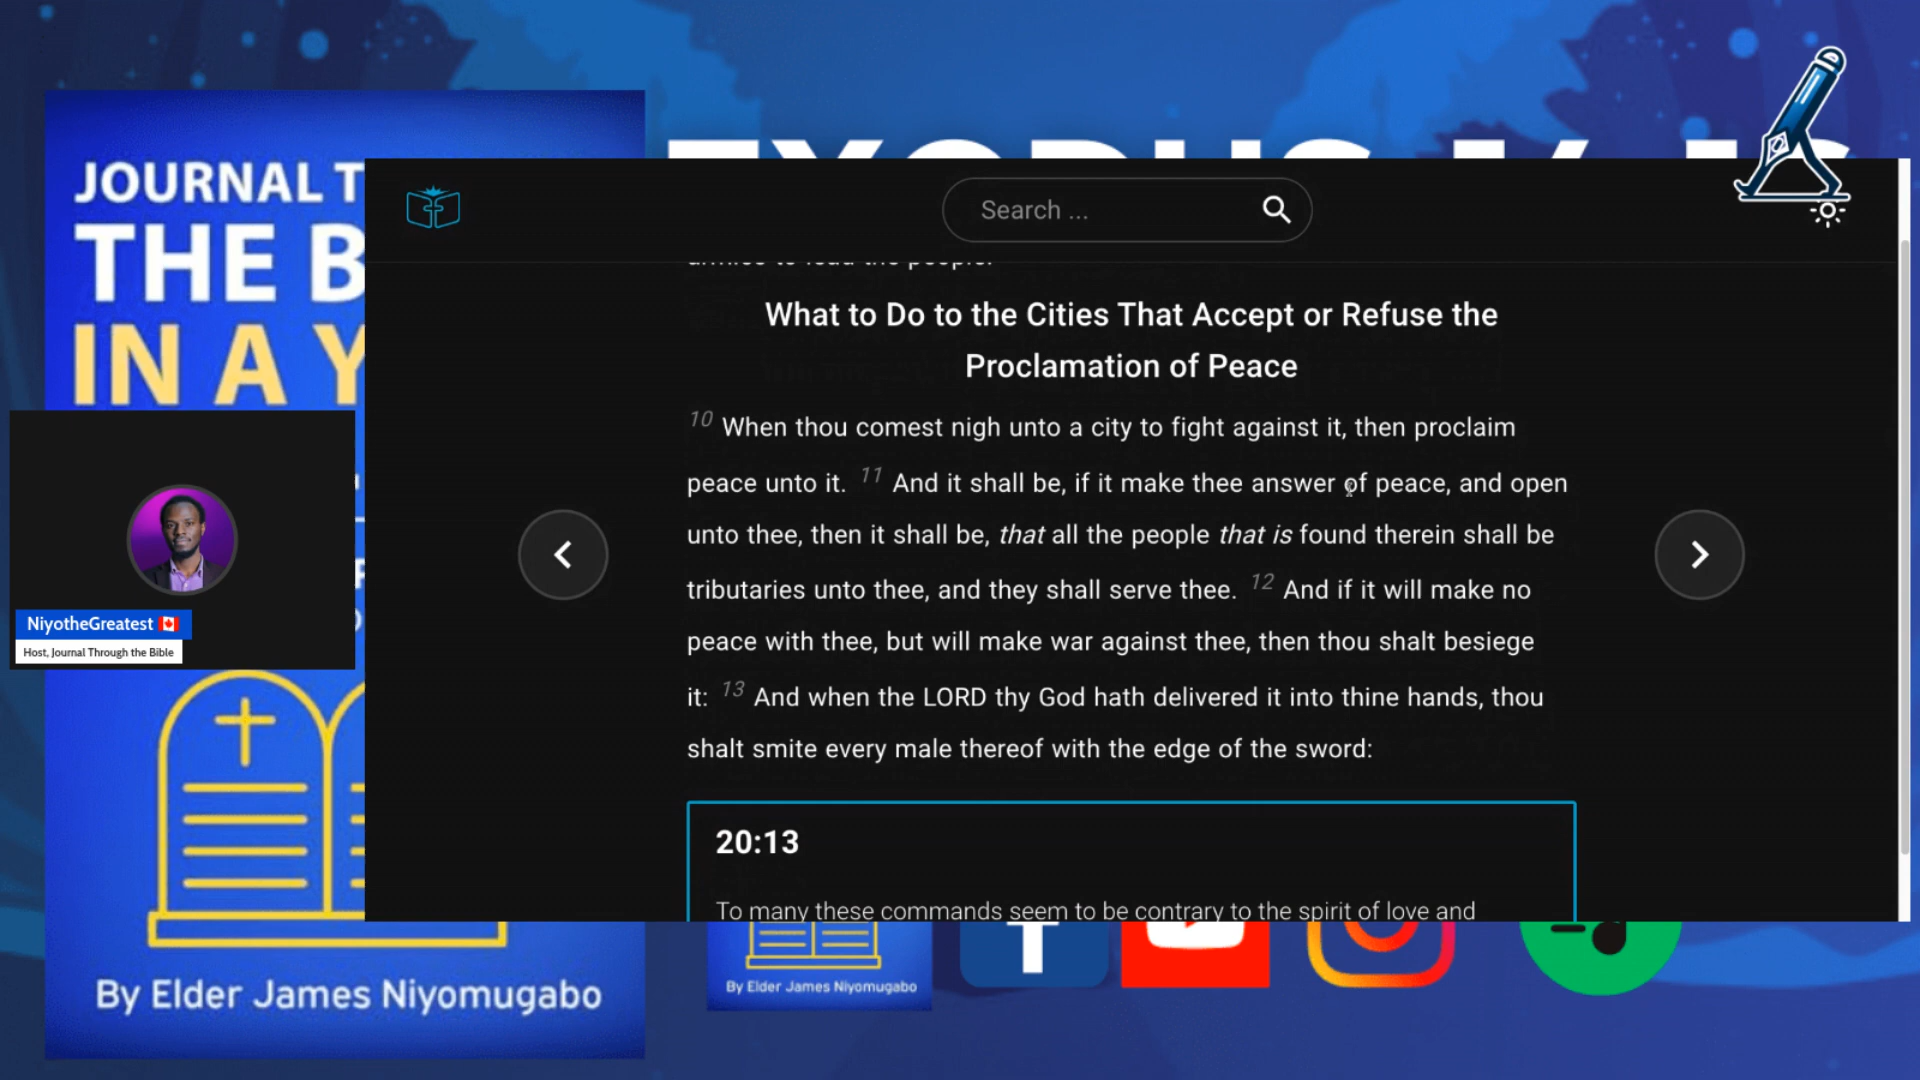 JOURNAL T
THE B
IN A Y
Search ...
What to Do to the Cities That Accept or Refuse the
Proclamation of Peace
10 When thou comest nigh unto a city to fight against it, then proclaim
peace unto it. 11 And it shall be, if it make thee answer of peace, and open
unto thee, then it shall be, that all the people that is found therein shall be
tributaries unto thee, and they shall serve thee. 12 And if it will make no
peace with thee, but will make war against thee, then thou shalt besiege
it: 13 And when the LORD thy God hath delivered it into thine hands, thou
shalt smite every male thereof with the edge of the sword:
20:13
To many these commands seem to be contrary to the spirit of love and
NiyotheGreatest
Host, Journal Through the Bible
By Elder James Niyomugabo
By Elder James Niyomugabo